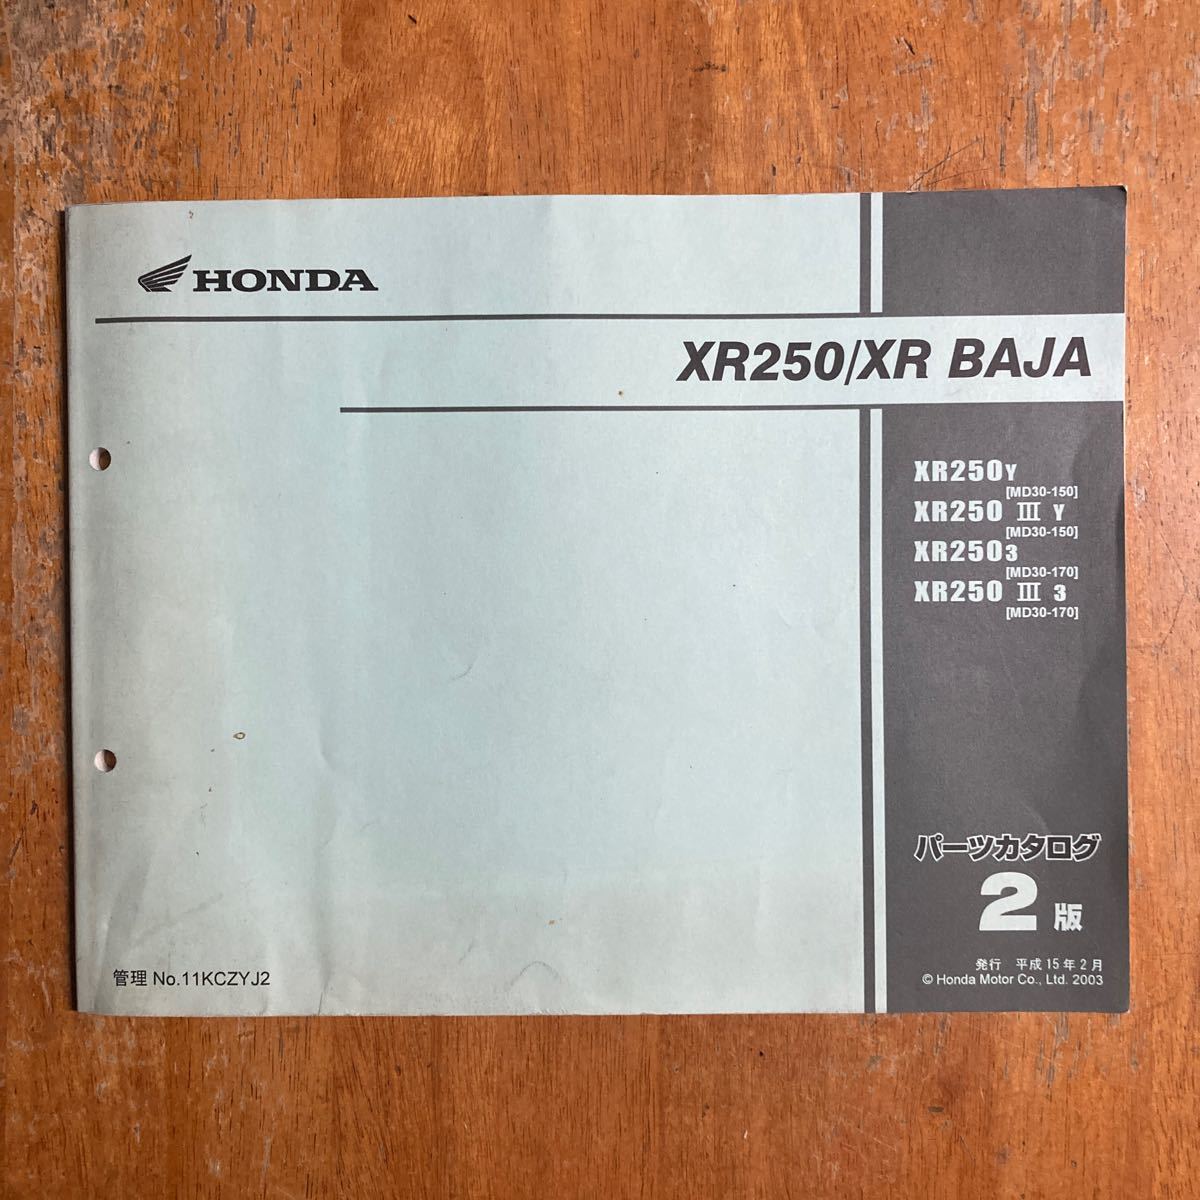 HONDA
XR250/XR BAJA
XR250Y
[MD30-150]
XR250 III Y
[MD30-150]
XR2503
[MD30-170]
XR250 III 3
[MD30-170]
パーツカタログ
2版
発行 平成15年2月
© Honda Motor Co., Ltd. 2003
管理 No.11KCZYJ2